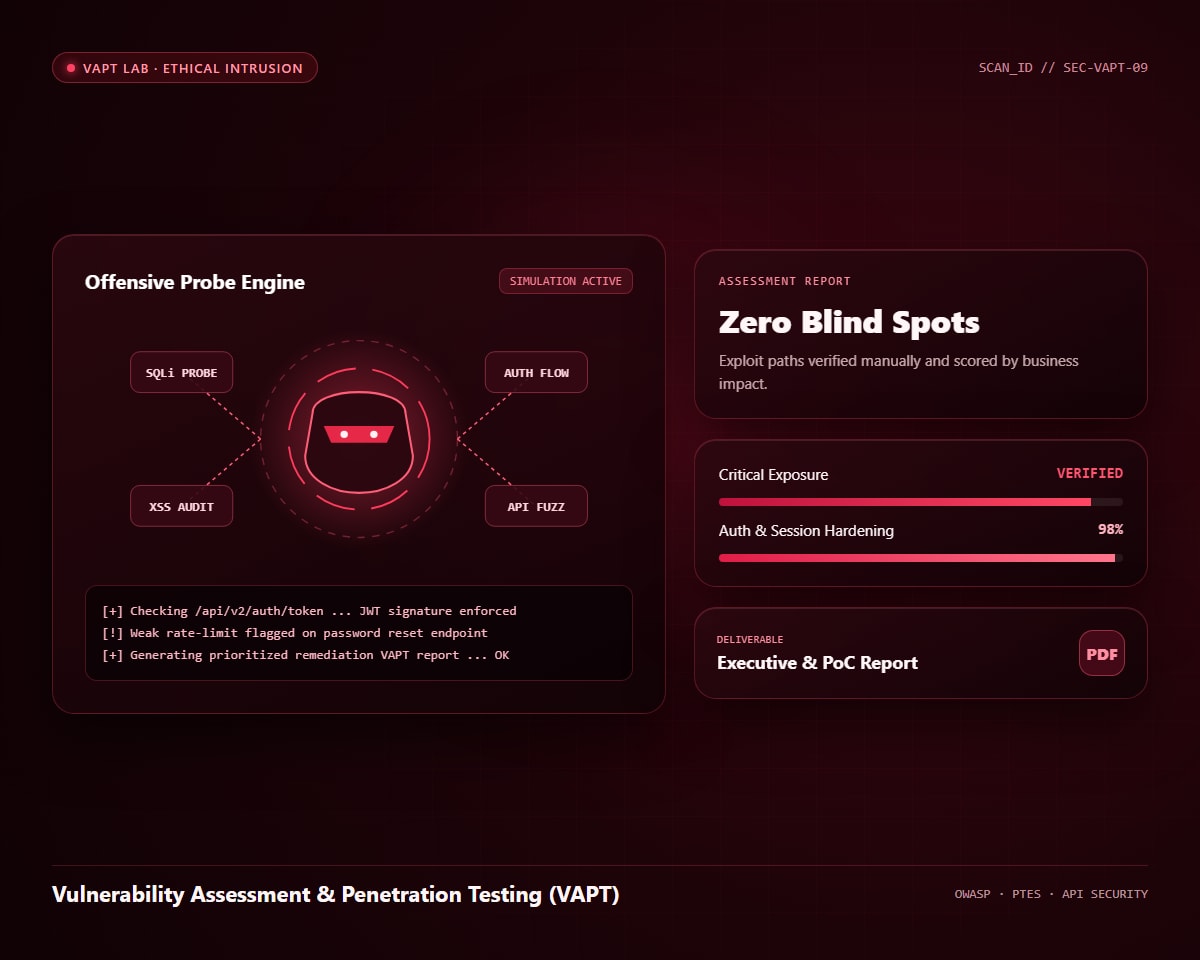 VAPT LAB · ETHICAL INTRUSION
SCAN_ID // SEC-VAPT-09
Offensive Probe Engine
SIMULATION ACTIVE
SQLi PROBE
AUTH FLOW
XSS AUDIT
API FUZZ
[+] Checking /api/v2/auth/token ... JWT signature enforced
[!] Weak rate-limit flagged on password reset endpoint
[+] Generating prioritized remediation VAPT report ... OK
ASSESSMENT REPORT
Zero Blind Spots
Exploit paths verified manually and scored by business
impact.
Critical Exposure
VERIFIED
Auth & Session Hardening
98%
DELIVERABLE
Executive & PoC Report
PDF
Vulnerability Assessment & Penetration Testing (VAPT)
OWASP · PTES · API SECURITY